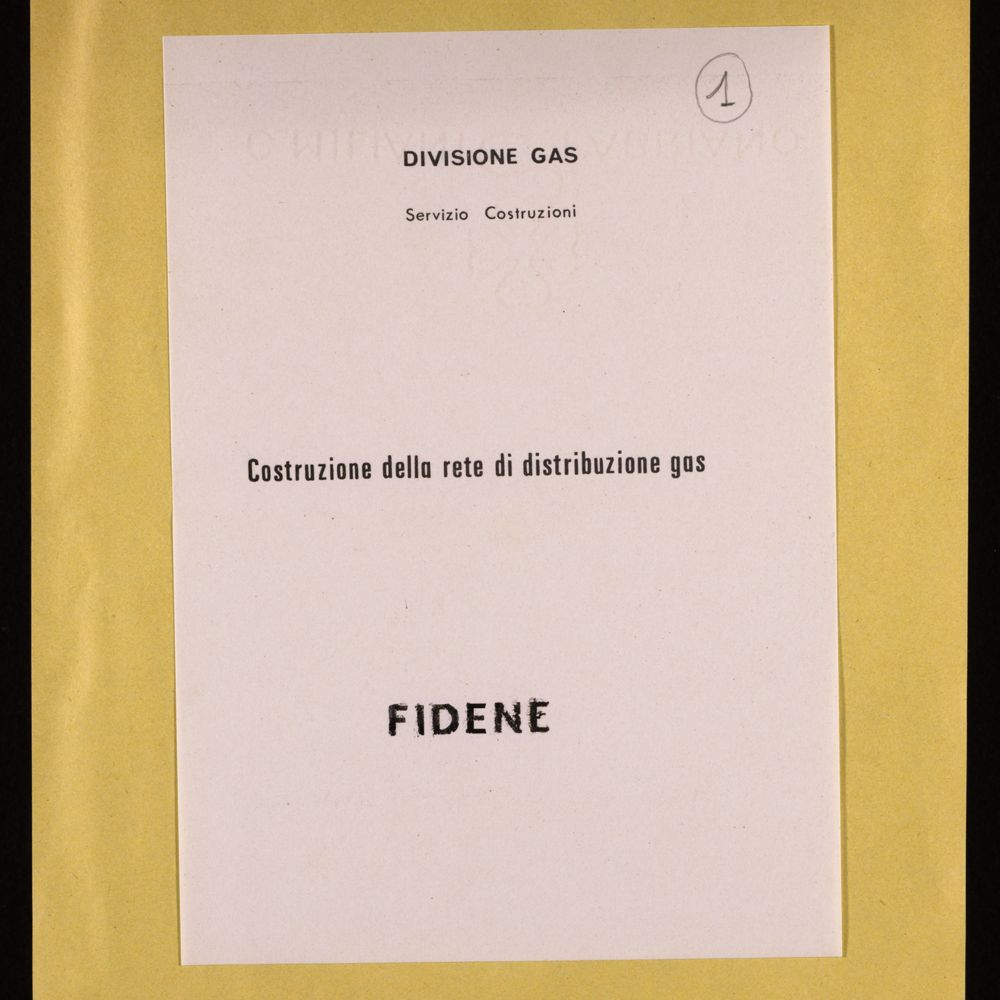 1
DIVISIONE GAS
Servizio Costruzioni
Costruzione della rete di distribuzione gas
FIDENE